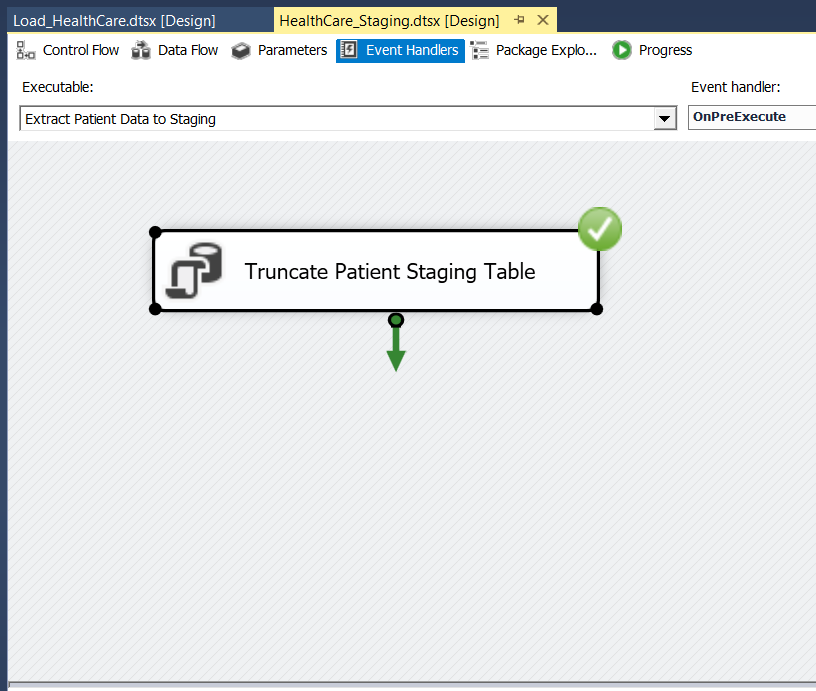 Load_HealthCare.dtsx [Design] HealthCare_Staging.dtsx [Design]
Control Flow Data Flow Parameters Event Handlers Package Explo... Progress
Executable: Event handler:
Extract Patient Data to Staging OnPreExecute
Truncate Patient Staging Table